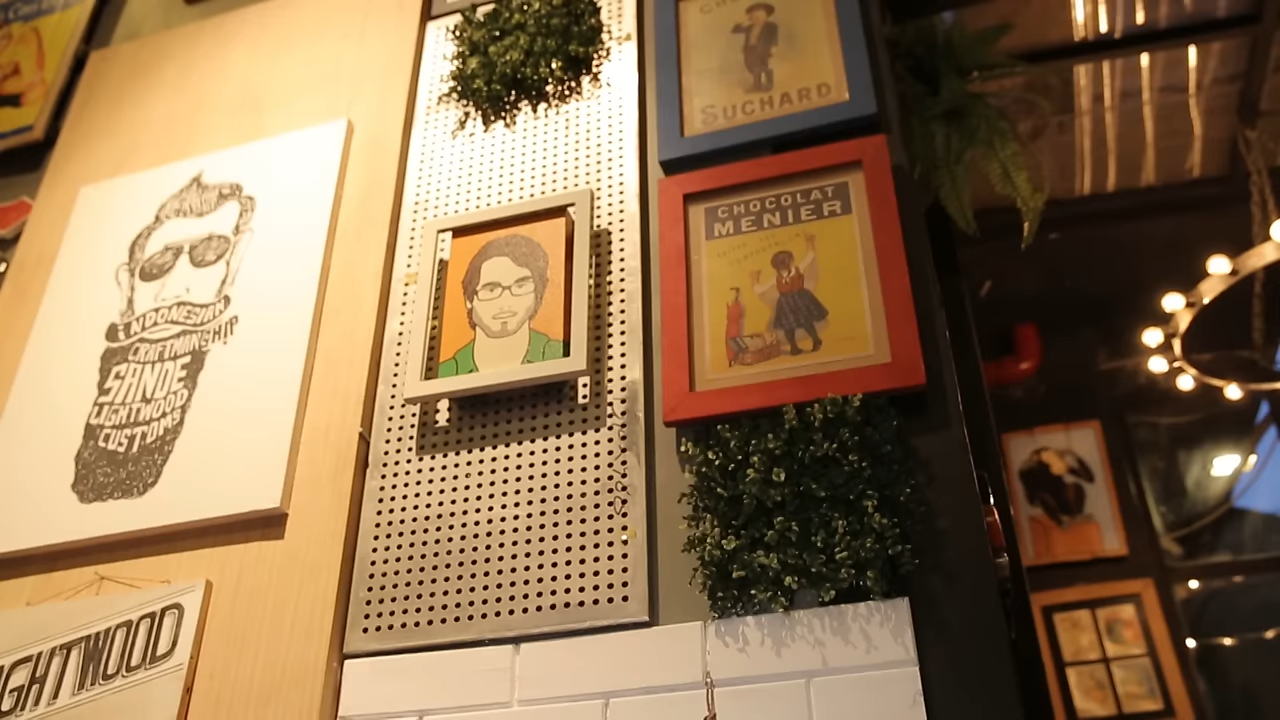 INDONESIAN
CRAFTMANSHIP
SANDE
LIGHTWOOD
CUSTOMS
GHTWOOD
SUCHARD
CHOCOLAT
MENIER